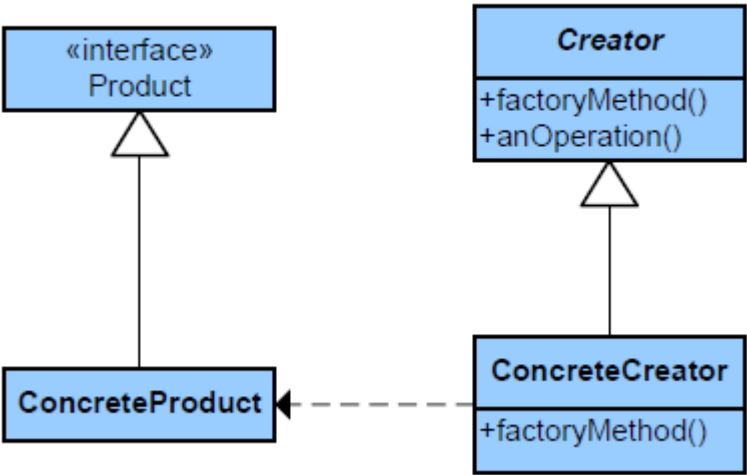 «interface»
Product
Creator
+factoryMethod()
+anOperation()
ConcreteProduct
ConcreteCreator
+factoryMethod()